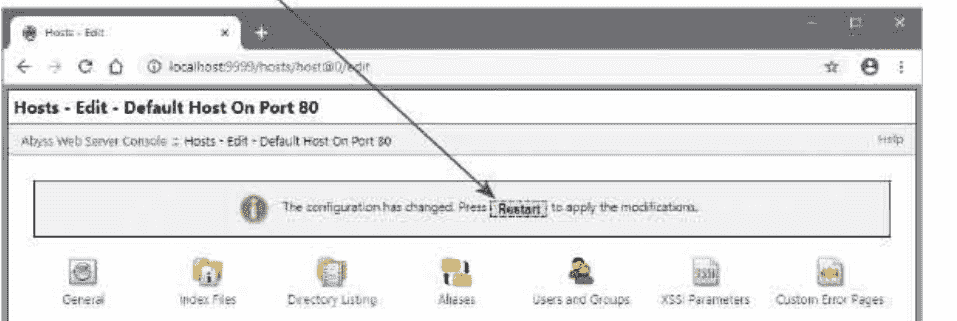 Hosts - Edit
localhost:9999/hosts/host@0/edit
Hosts - Edit - Default Host On Port 80
Abyss Web Server Console :: Hosts - Edit - Default Host On Port 80
Help
The configuration has changed. Press Restart to apply the modifications.
General
Index Files
Directory Listing
Aliases
Users and Groups
XSSI Parameters
Custom Error Pages